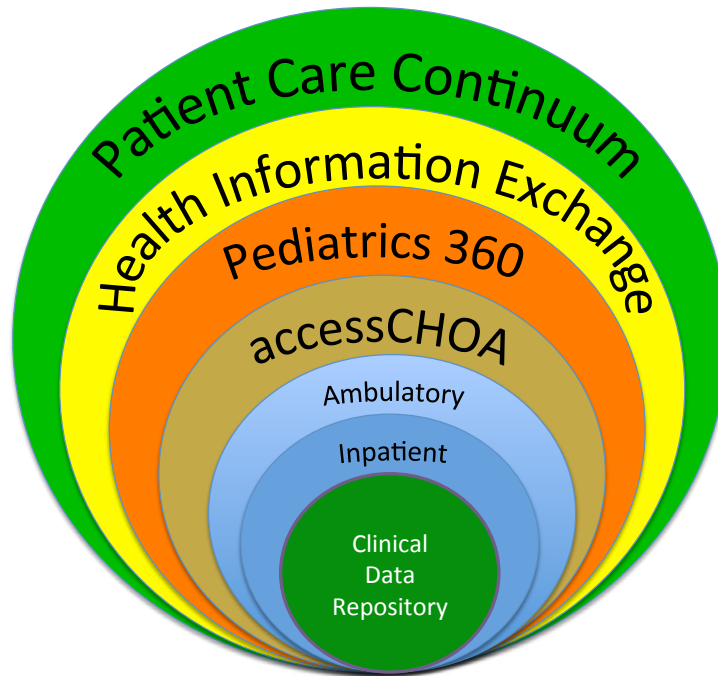 Patient Care Continuum
Health Information Exchange
Pediatrics 360
accessCHOA
Ambulatory
Inpatient
Clinical
Data
Repository